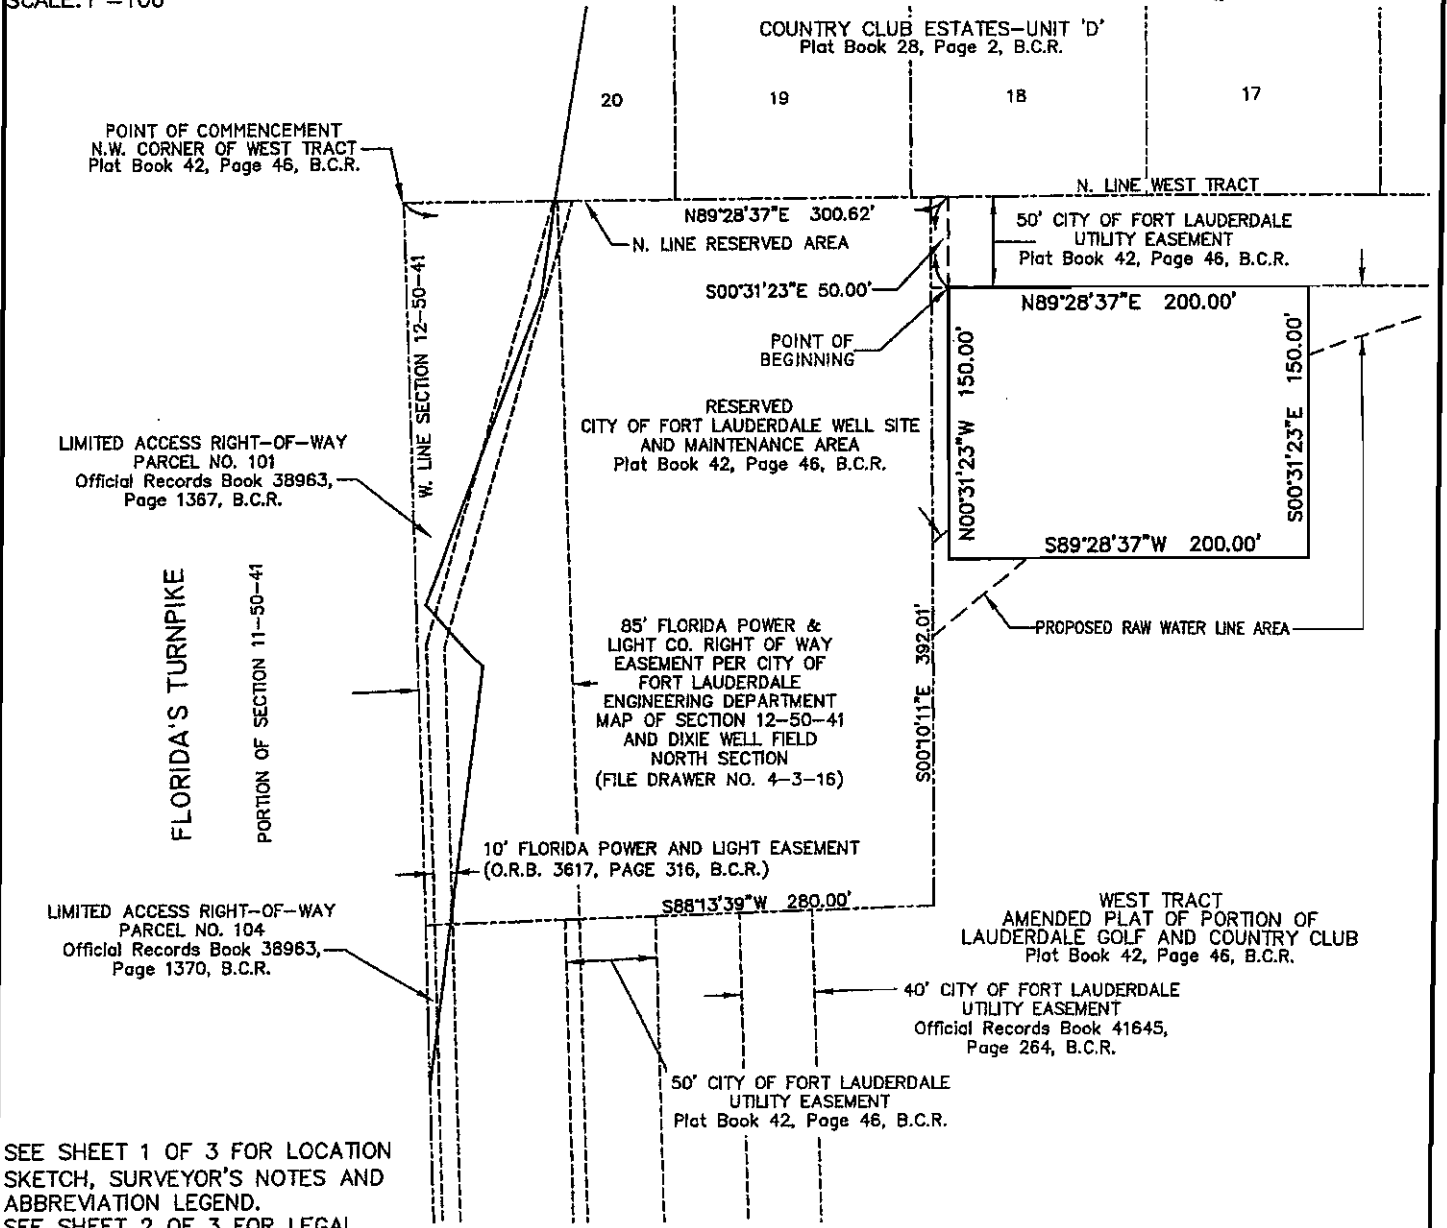 SCALE: 1"=100'
COUNTRY CLUB ESTATES-UNIT 'D'
Plat Book 28, Page 2, B.C.R.
20
19
18
17
POINT OF COMMENCEMENT
N.W. CORNER OF WEST TRACT
Plat Book 42, Page 46, B.C.R.
N. LINE WEST TRACT
N89°28'37"E 300.62'
N. LINE RESERVED AREA
50' CITY OF FORT LAUDERDALE
UTILITY EASEMENT
Plat Book 42, Page 46, B.C.R.
S00°31'23"E 50.00'
N89°28'37"E 200.00'
POINT OF
BEGINNING
W. LINE SECTION 12-50-41
N00°31'23"W 150.00'
S00°31'23"E 150.00'
S89°28'37"W 200.00'
RESERVED
CITY OF FORT LAUDERDALE WELL SITE
AND MAINTENANCE AREA
Plat Book 42, Page 46, B.C.R.
LIMITED ACCESS RIGHT-OF-WAY
PARCEL NO. 101
Official Records Book 38963,
Page 1367, B.C.R.
FLORIDA'S TURNPIKE
PORTION OF SECTION 11-50-41
85' FLORIDA POWER &
LIGHT CO. RIGHT OF WAY
EASEMENT PER CITY OF
FORT LAUDERDALE
ENGINEERING DEPARTMENT
MAP OF SECTION 12-50-41
AND DIXIE WELL FIELD
NORTH SECTION
(FILE DRAWER NO. 4-3-16)
S00°10'11"E 392.01'
PROPOSED RAW WATER LINE AREA
10' FLORIDA POWER AND LIGHT EASEMENT
(O.R.B. 3617, PAGE 316, B.C.R.)
S88°13'39"W 280.00'
LIMITED ACCESS RIGHT-OF-WAY
PARCEL NO. 104
Official Records Book 38963,
Page 1370, B.C.R.
WEST TRACT
AMENDED PLAT OF PORTION OF
LAUDERDALE GOLF AND COUNTRY CLUB
Plat Book 42, Page 46, B.C.R.
40' CITY OF FORT LAUDERDALE
UTILITY EASEMENT
Official Records Book 41645,
Page 264, B.C.R.
50' CITY OF FORT LAUDERDALE
UTILITY EASEMENT
Plat Book 42, Page 46, B.C.R.
SEE SHEET 1 OF 3 FOR LOCATION
SKETCH, SURVEYOR'S NOTES AND
ABBREVIATION LEGEND.
SEE SHEET 2 OF 3 FOR LEGAL